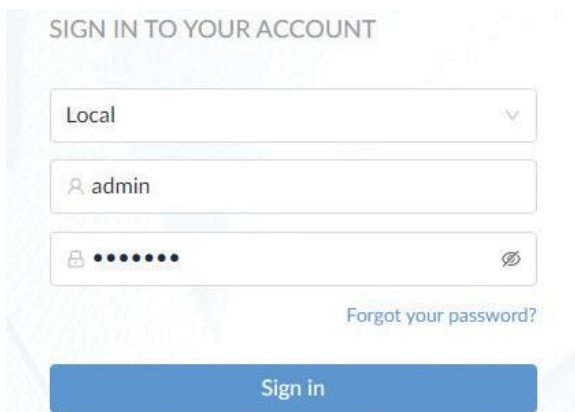 SIGN IN TO YOUR ACCOUNT
Local
admin
•••••••
Forgot your password?
Sign in